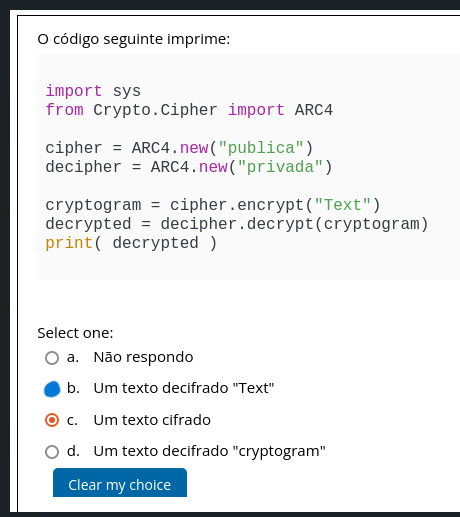 O código seguinte imprime:
import sys
from Crypto.Cipher import ARC4
cipher = ARC4.new("publica")
decipher = ARC4.new("privada")
cryptogram = cipher.encrypt("Text")
decrypted = decipher.decrypt(cryptogram)
print( decrypted )
Select one:
a. Não respondo
b. Um texto decifrado "Text"
c. Um texto cifrado
d. Um texto decifrado "cryptogram"
Clear my choice